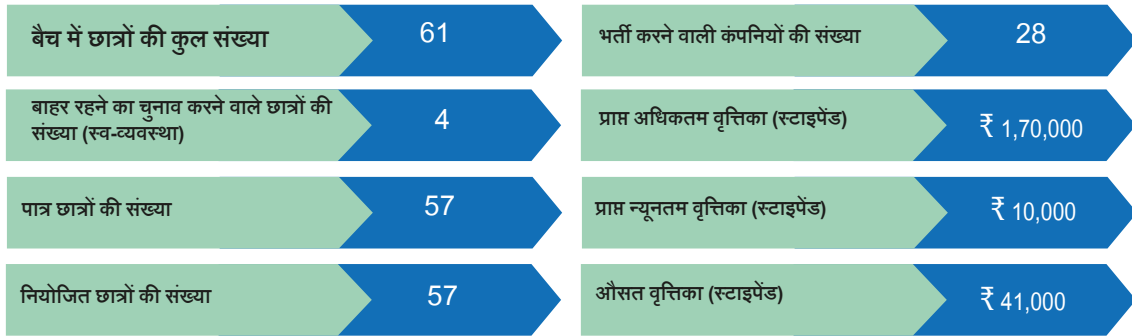 बैच में छात्रों की कुल संख्या 61
बाहर रहने का चुनाव करने वाले छात्रों की
संख्या (स्व-व्यवस्था) 4
पात्र छात्रों की संख्या 57
नियोजित छात्रों की संख्या 57
भर्ती करने वाली कंपनियों की संख्या 28
प्राप्त अधिकतम वृत्तिका (स्टाइपेंड) ₹ 1,70,000
प्राप्त न्यूनतम वृत्तिका (स्टाइपेंड) ₹ 10,000
औसत वृत्तिका (स्टाइपेंड) ₹ 41,000